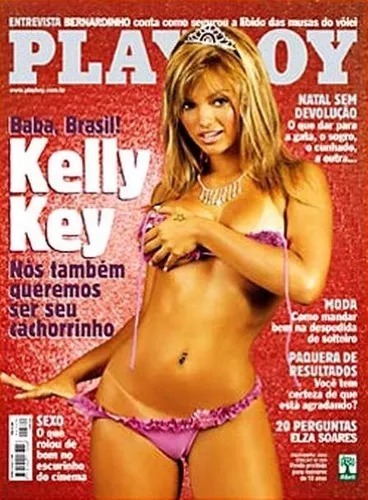 ENTREVISTA BERNARDINHO conta como segurou a libido das musas do vôlei
PLAYBOY
www.playboy.com.br
Baba, Brasil!
Kelly
Key
Nós também
queremos
ser seu
cachorrinho
NATAL SEM
DEVOLUÇÃO
O que dar para
a gata, o sogro,
o cunhado,
a outra...
MODA
Como mandar
bem na despedida
de solteiro
PAQUERA DE
RESULTADOS
Você tem
certeza de que
está agradando?
20 PERGUNTAS
ELZA SOARES
SEXO
O que
rolou de
bom no
escurinho
do cinema
Abril